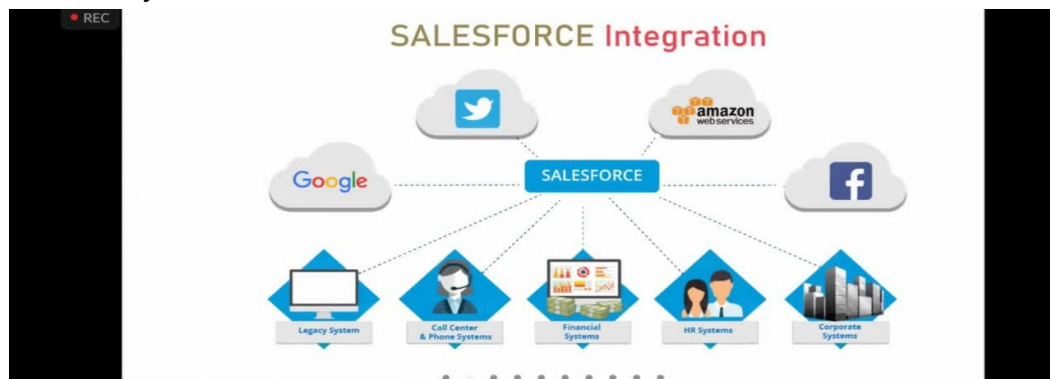 REC
SALESFORCE Integration
amazon
webservices
Google
SALESFORCE
f
Legacy System
Call Center
& Phone Systems
Financial
Systems
HR Systems
Corporate
Systems